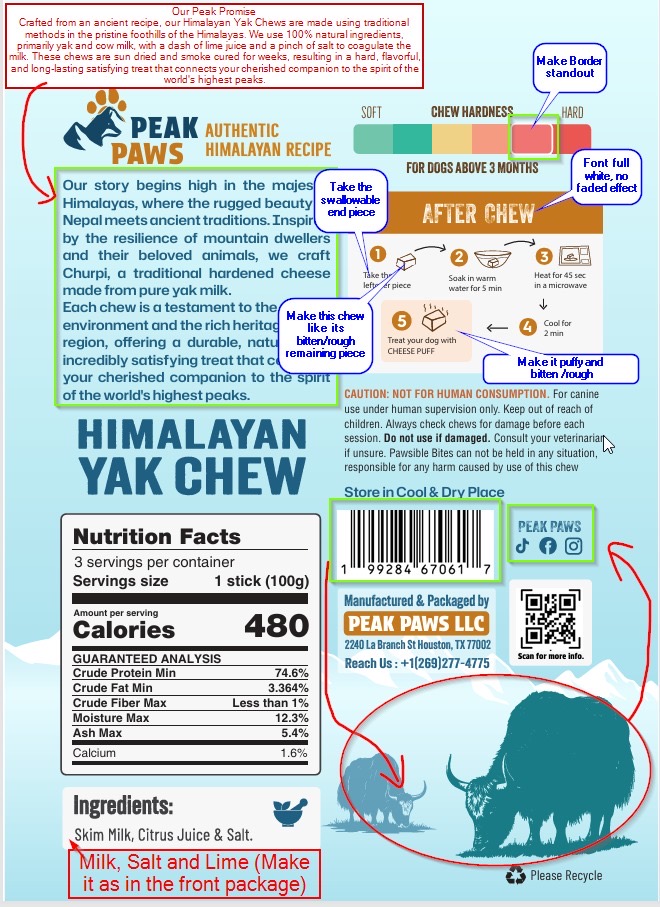 Our Peak Promise
Crafted from an ancient recipe, our Himalayan Yak Chews are made using traditional
methods in the pristine foothills of the Himalayas. We use 100% natural ingredients,
primarily yak and cow milk, with a dash of lime juice and a pinch of salt to coagulate the
milk. These chews are sun dried and smoke cured for weeks, resulting in a hard, flavorful,
and long-lasting satisfying treat that connects your cherished companion to the spirit of the
world's highest peaks.
PEAK
PAWS
AUTHENTIC
HIMALAYAN RECIPE
Make Border
standout
SOFT CHEW HARDNESS HARD
FOR DOGS ABOVE 3 MONTHS
Font full
white, no
faded effect
Our story begins high in the majes
Himalayas, where the rugged beauty
Nepal meets ancient traditions. Inspir
by the resilience of mountain dwellers
and their beloved animals, we craft
Churpi, a traditional hardened cheese
made from pure yak milk.
Each chew is a testament to the
environment and the rich heritag
region, offering a durable, natu
incredibly satisfying treat that co
your cherished companion to the spirit
of the world's highest peaks.
Take the
swallowable
end piece
AFTER CHEW
1
Take the
lefto er piece
2
Soak in warm
water for 5 min
3
Heat for 45 sec
in a microwave
4
Cool for
2 min
5
Treat your dog with
CHEESE PUFF
Make this chew
like its
bitten/rough
remaining piece
Make it puffy and
bitten /rough
CAUTION: NOT FOR HUMAN CONSUMPTION. For canine
use under human supervision only. Keep out of reach of
children. Always check chews for damage before each
session. Do not use if damaged. Consult your veterinarian
if unsure. Pawsible Bites can not be held in any situation,
responsible for any harm caused by use of this chew
Store in Cool & Dry Place
HIMALAYAN
YAK CHEW
Nutrition Facts
3 servings per container
Servings size 1 stick (100g)
Amount per serving
Calories 480
GUARANTEED ANALYSIS
Crude Protein Min 74.6%
Crude Fat Min 3.364%
Crude Fiber Max Less than 1%
Moisture Max 12.3%
Ash Max 5.4%
Calcium 1.6%
1 99284 67061 7
PEAK PAWS
Manufactured & Packaged by
PEAK PAWS LLC
2240 La Branch St Houston, TX 77002
Reach Us : +1(269)277-4775
Scan for more info.
Ingredients:
Skim Milk, Citrus Juice & Salt.
Milk, Salt and Lime (Make
it as in the front package)
Please Recycle